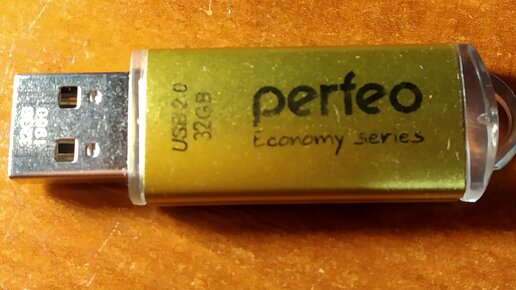 perfeo
Economy series
USB 2.0
32GB